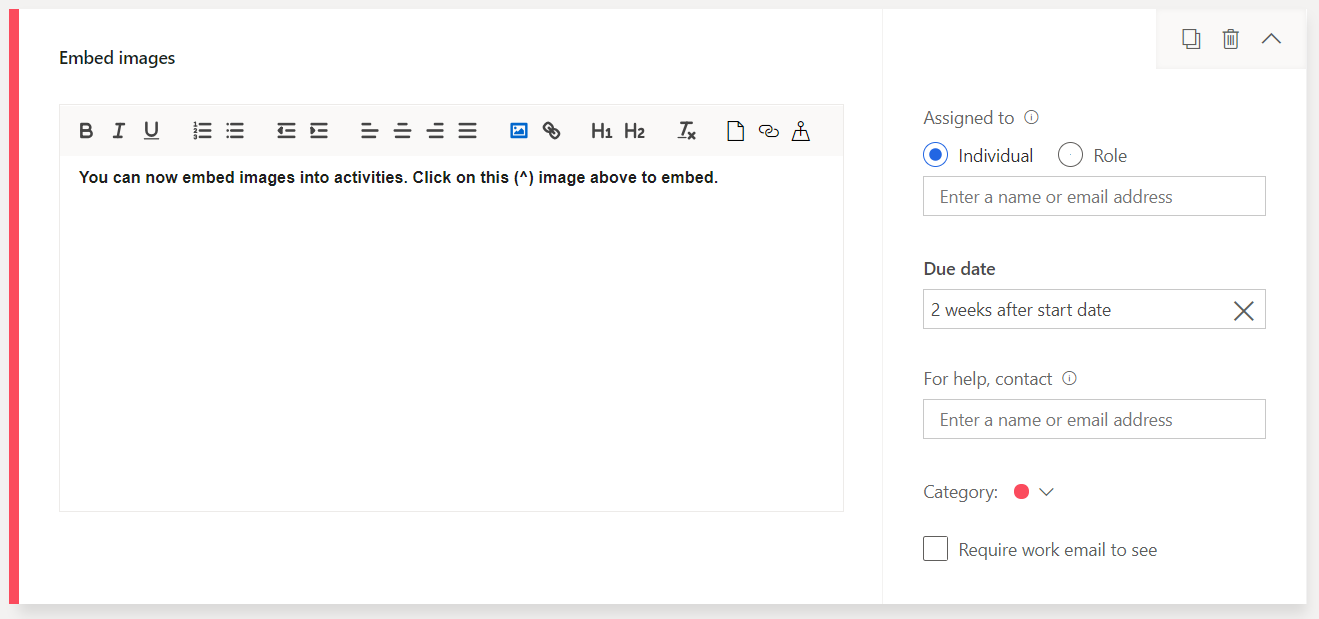 Embed images
B I U H1 H2
You can now embed images into activities. Click on this (^) image above to embed.
Assigned to
Individual Role
Enter a name or email address
Due date
2 weeks after start date
For help, contact
Enter a name or email address
Category:
Require work email to see